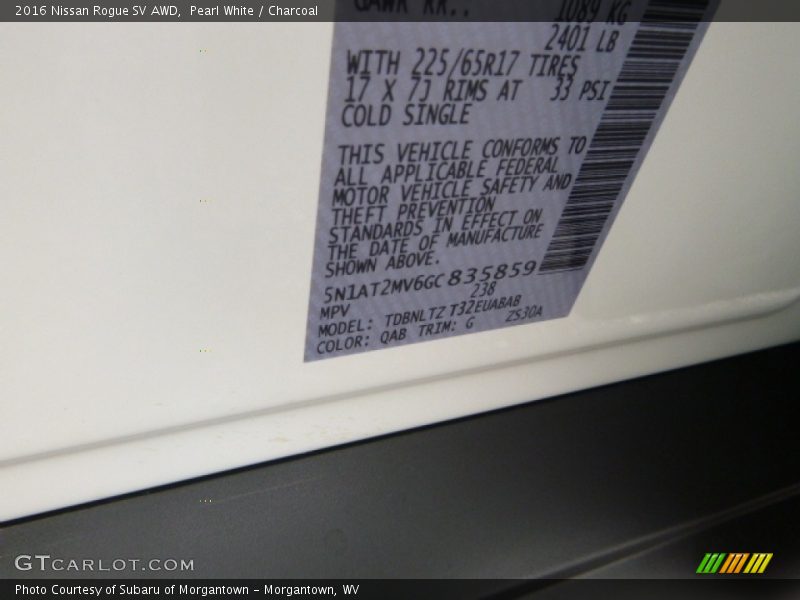 2016 Nissan Rogue SV AWD, Pearl White / Charcoal
GAWR RR.: 1089 KG
2401 LB
WITH 225/65R17 TIRES
17 X 7J RIMS AT 33 PSI
COLD SINGLE
THIS VEHICLE CONFORMS TO
ALL APPLICABLE FEDERAL
MOTOR VEHICLE SAFETY AND
THEFT PREVENTION
STANDARDS IN EFFECT ON
THE DATE OF MANUFACTURE
SHOWN ABOVE.
5N1AT2MV6GC835859
MPV 238
MODEL: TDBNLTZ T32EUABAB
COLOR: QAB TRIM: G ZS30A
GTCARLOT.COM
Photo Courtesy of Subaru of Morgantown - Morgantown, WV